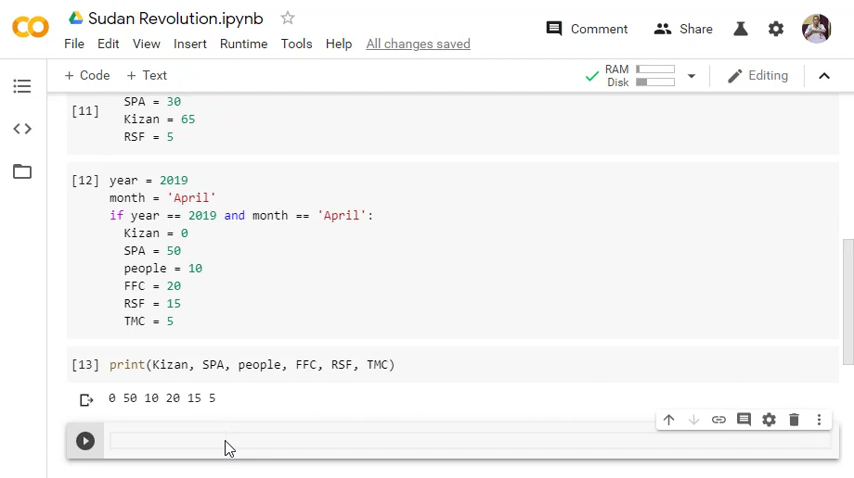 Sudan Revolution.ipynb
Comment
Share
File Edit View Insert Runtime Tools Help All changes saved
+ Code + Text
RAM
Disk
Editing
SPA = 30
[11]
Kizan = 65
RSF = 5
[12] year = 2019
month = 'April'
if year == 2019 and month == 'April':
Kizan = 0
SPA = 50
people = 10
FFC = 20
RSF = 15
TMC = 5
[13] print(Kizan, SPA, people, FFC, RSF, TMC)
0 50 10 20 15 5